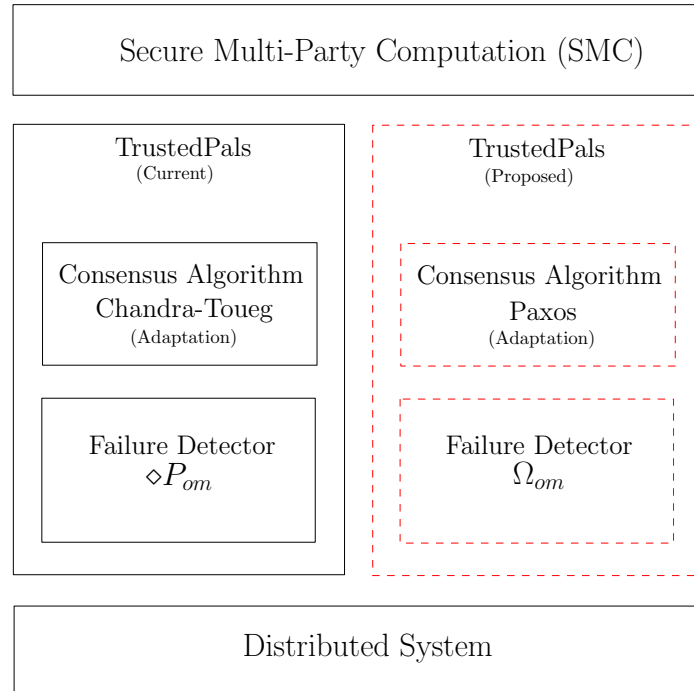 Secure Multi-Party Computation (SMC)
TrustedPals
(Current)
Consensus Algorithm
Chandra-Toueg
(Adaptation)
Failure Detector
⋄P_om
TrustedPals
(Proposed)
Consensus Algorithm
Paxos
(Adaptation)
Failure Detector
Ω_om
Distributed System